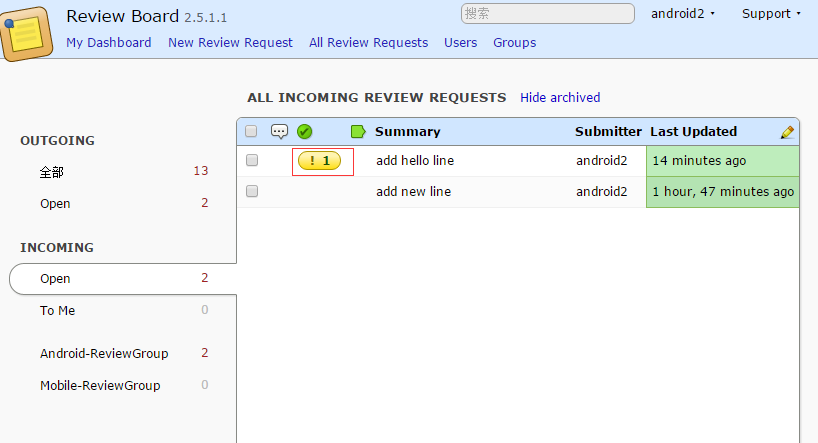 Review Board 2.5.1.1
搜索
android2
Support
My Dashboard New Review Request All Review Requests Users Groups
ALL INCOMING REVIEW REQUESTS Hide archived
OUTGOING
全部 13
Open 2
INCOMING
Open 2
To Me 0
Android-ReviewGroup 2
Mobile-ReviewGroup 0
Summary Submitter Last Updated
! 1 add hello line android2 14 minutes ago
add new line android2 1 hour, 47 minutes ago